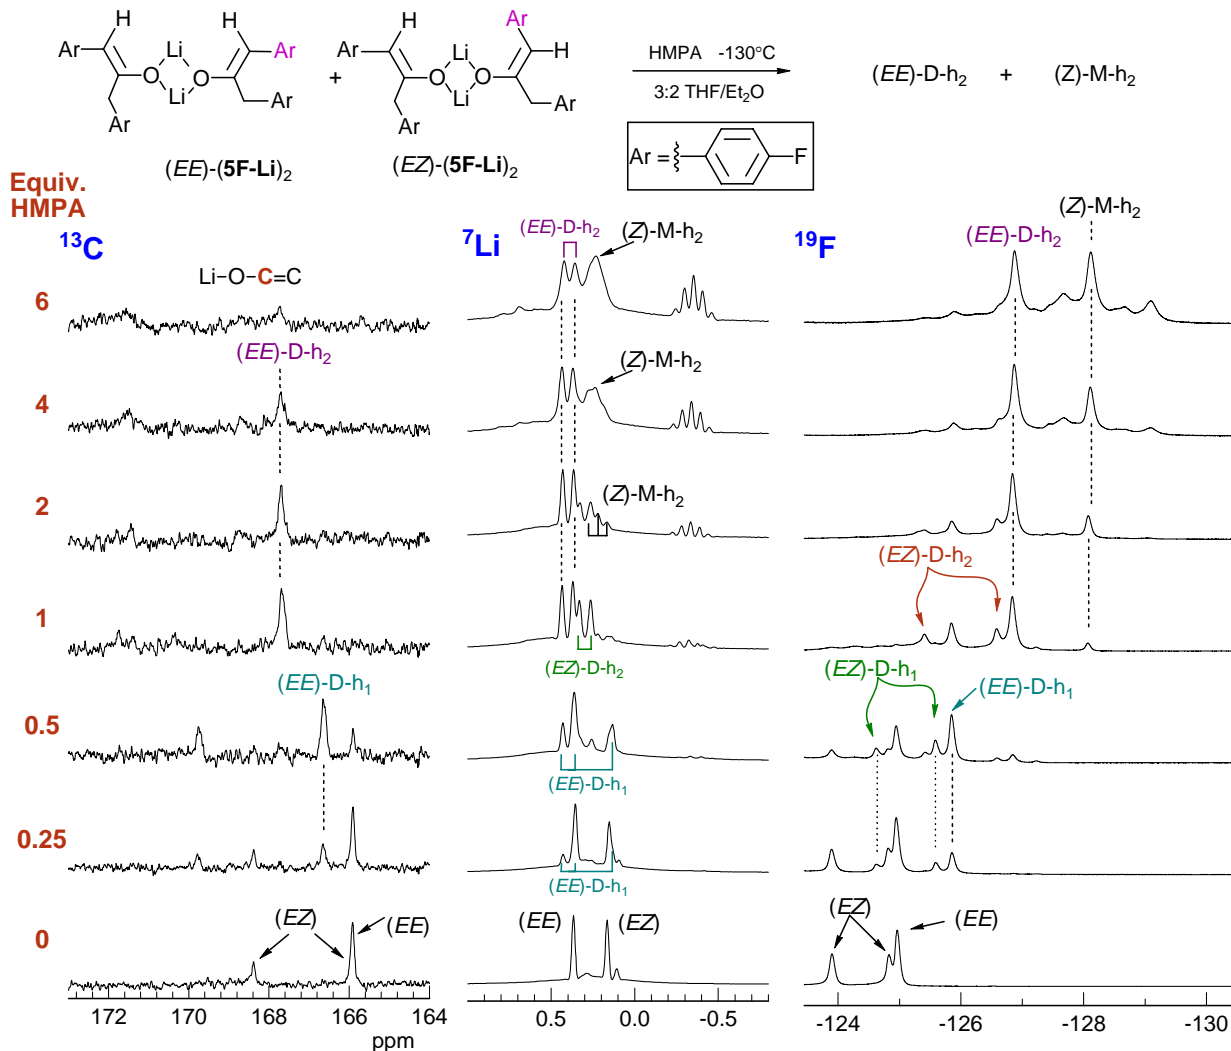 H H Ar
Ar Li Ar Ar Li H
O O + O O
Li Li
Ar Ar Ar Ar
HMPA -130°C
3:2 THF/Et2O
(EE)-D-h2 + (Z)-M-h2
(EE)-(5F-Li)2 (EZ)-(5F-Li)2
Ar = F
Equiv.
HMPA
13C 7Li 19F
Li-O-C=C
(EE)-D-h2 (Z)-M-h2 (EE)-D-h2 (Z)-M-h2
6
(EE)-D-h2
4 (Z)-M-h2
2 (Z)-M-h2
(EZ)-D-h2
1
(EZ)-D-h2
(EE)-D-h1 (EZ)-D-h1 (EE)-D-h1
0.5
(EE)-D-h1
0.25
(EE)-D-h1
0 (EZ) (EE) (EE) (EZ) (EZ) (EE)
172 170 168 166 164 0.5 0.0 -0.5 -124 -126 -128 -130
ppm